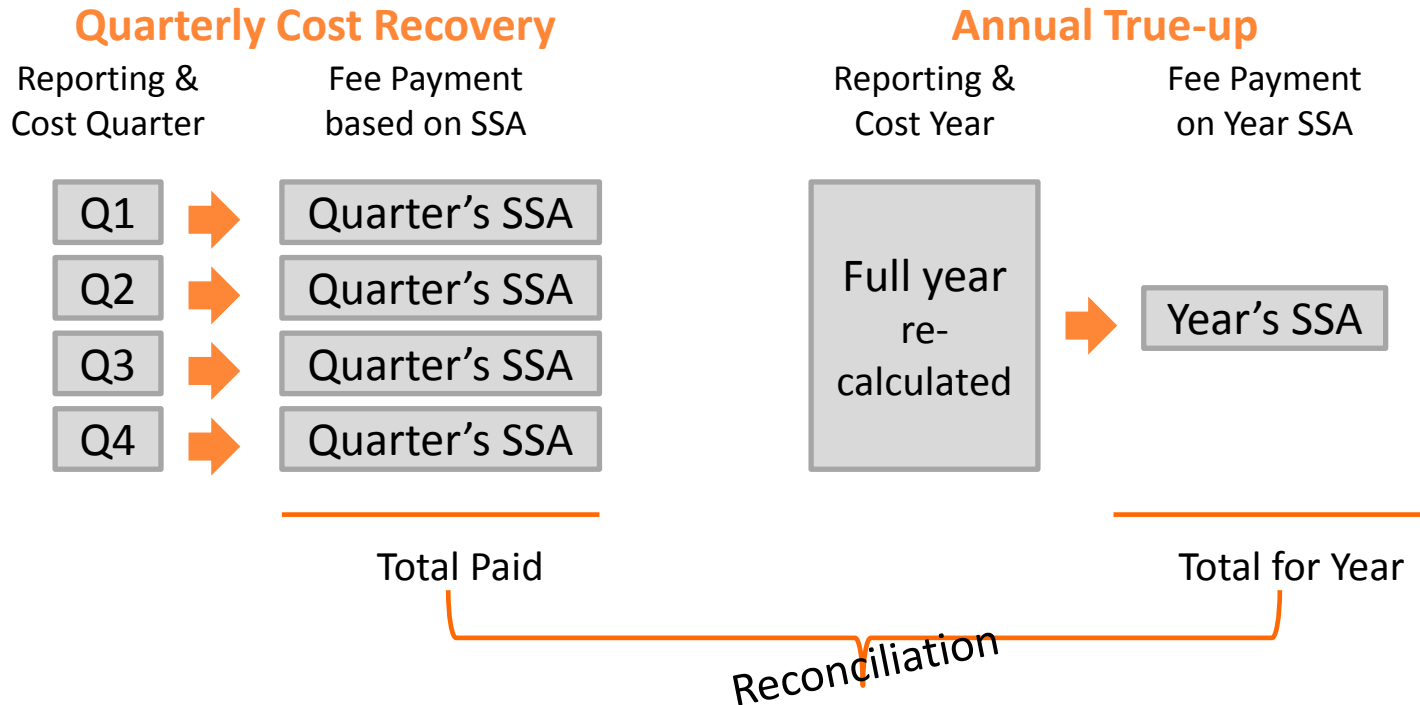 Quarterly Cost Recovery
Reporting &
Cost Quarter
Fee Payment
based on SSA
Q1
Quarter’s SSA
Q2
Quarter’s SSA
Q3
Quarter’s SSA
Q4
Quarter’s SSA
Total Paid
Annual True-up
Reporting &
Cost Year
Fee Payment
on Year SSA
Full year
re-
calculated
Year’s SSA
Total for Year
Reconciliation